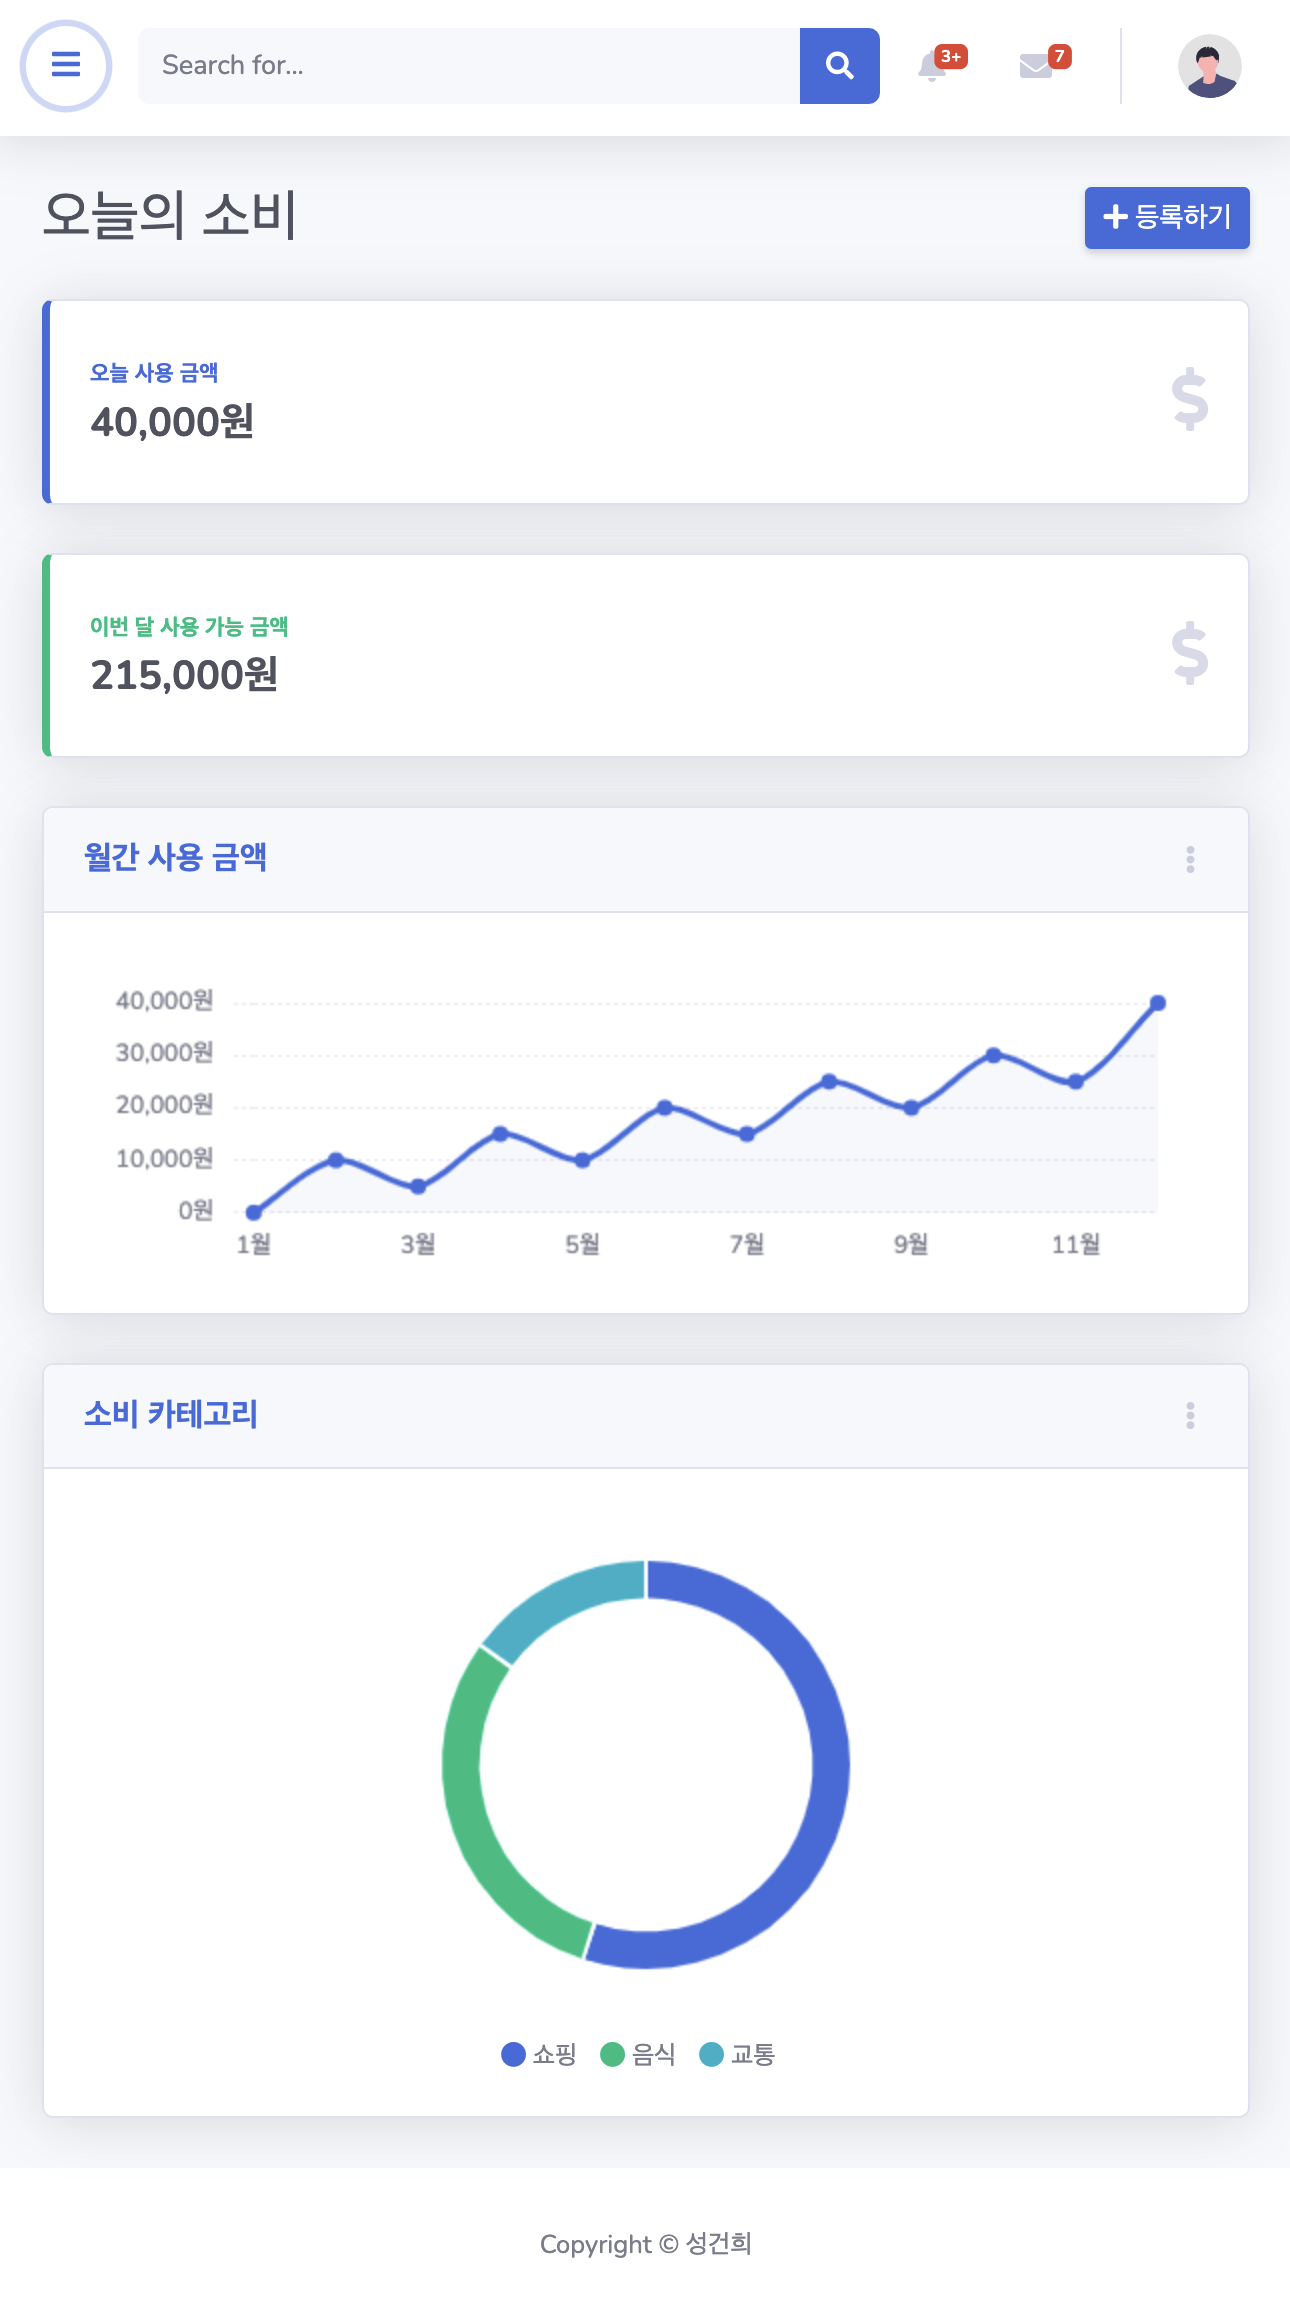 Search for...
3+
7
오늘의 소비
등록하기
오늘 사용 금액
40,000원
이번 달 사용 가능 금액
215,000원
월간 사용 금액
40,000원
30,000원
20,000원
10,000원
0원
1월 3월 5월 7월 9월 11월
소비 카테고리
쇼핑 음식 교통
Copyright © 성건희